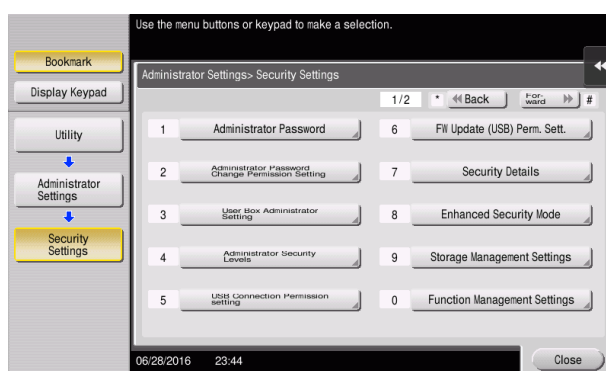 Use the menu buttons or keypad to make a selection.
Bookmark
Display Keypad
Utility
Administrator
Settings
Security
Settings
Administrator Settings> Security Settings
1/2
* Back
For-
ward
#
1 Administrator Password
2 Administrator Password
Change Permission Setting
3 User Box Administrator
Setting
4 Administrator Security
Levels
5 USB Connection Permission
setting
6 FW Update (USB) Perm. Sett.
7 Security Details
8 Enhanced Security Mode
9 Storage Management Settings
0 Function Management Settings
06/28/2016 23:44
Close